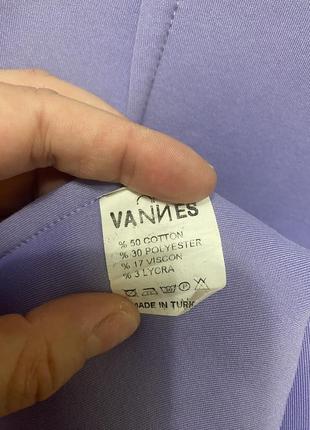 VANNES
% 50 COTTON
% 30 POLYESTER
% 17 VISCON
% 3 LYCRA
MADE IN TURK